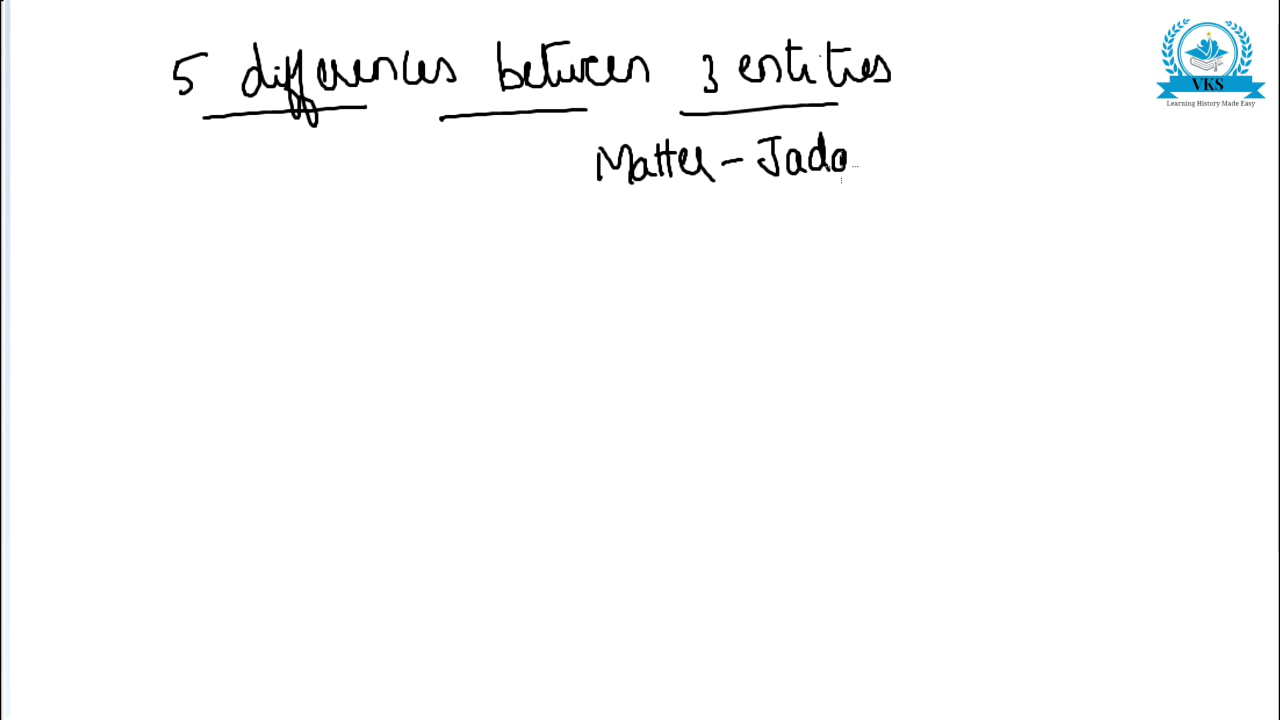 5 differences between 3 entities
Matter - Jada
VKS
Learning History Made Easy